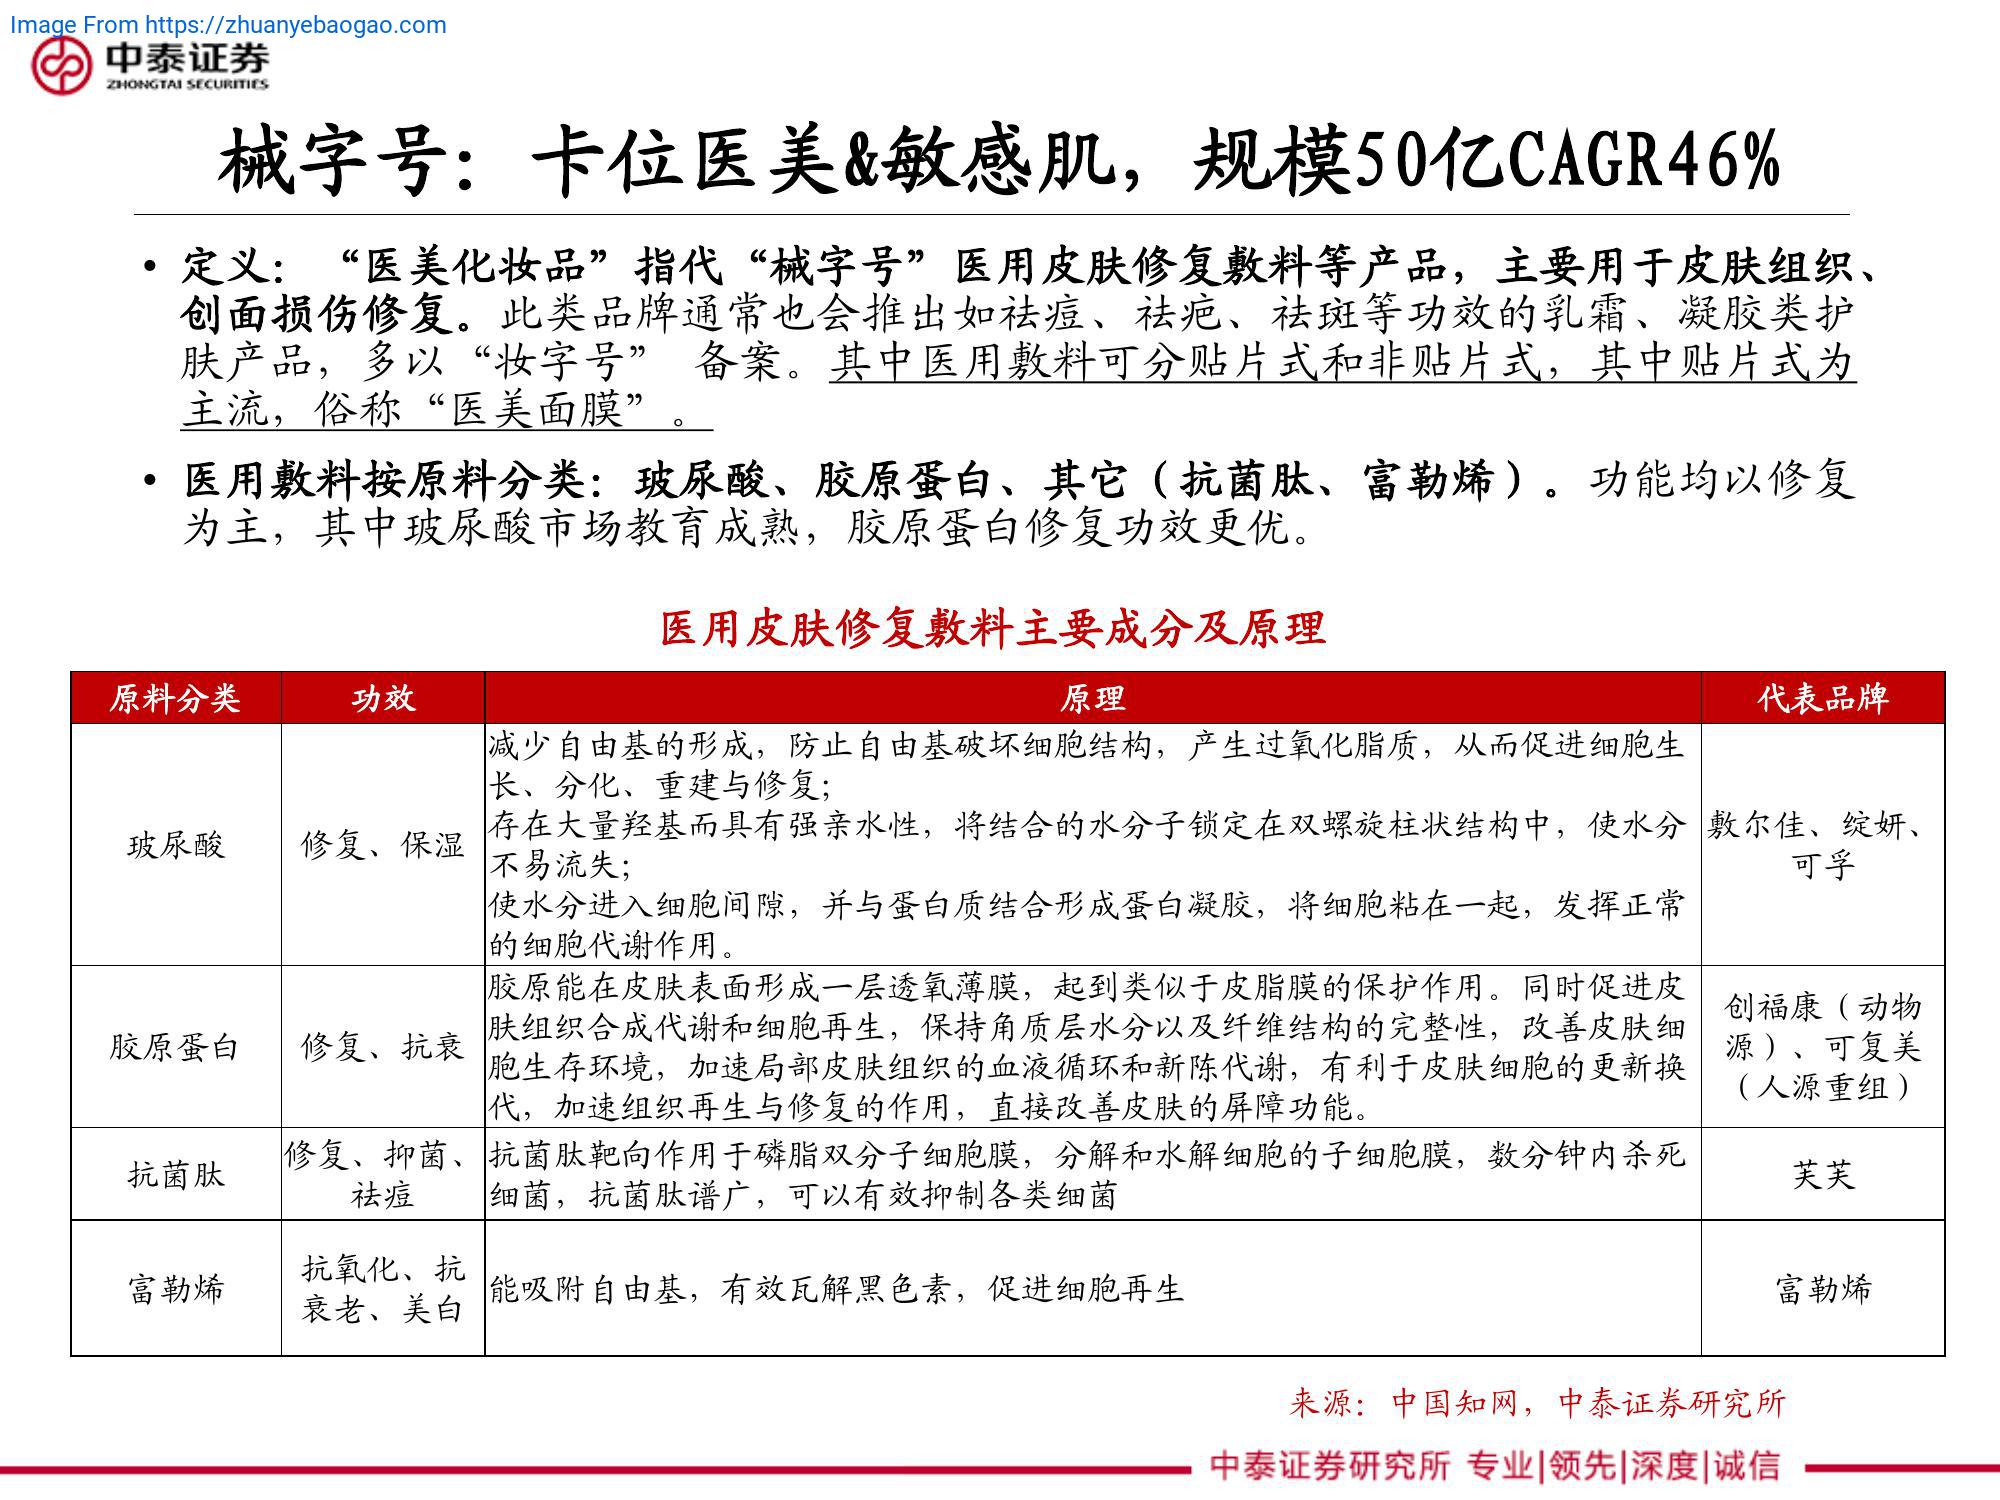 Image From https://zhuanyebaogao.com
中泰证券
ZHONGTAI SECURITIES
械字号：卡位医美&敏感肌，规模50亿CAGR46%
• 定义：“医美化妆品”指代“械字号”医用皮肤修复敷料等产品，主要用于皮肤组织、
创面损伤修复。此类品牌通常也会推出如祛痘、祛疤、祛斑等功效的乳霜、凝胶类护
肤产品，多以“妆字号” 备案。其中医用敷料可分贴片式和非贴片式，其中贴片式为
主流，俗称“医美面膜”。
• 医用敷料按原料分类：玻尿酸、胶原蛋白、其它（抗菌肽、富勒烯）。功能均以修复
为主，其中玻尿酸市场教育成熟，胶原蛋白修复功效更优。
医用皮肤修复敷料主要成分及原理
原料分类 功效 原理 代表品牌
玻尿酸
修复、保湿
减少自由基的形成，防止自由基破坏细胞结构，产生过氧化脂质，从而促进细胞生
长、分化、重建与修复；
存在大量羟基而具有强亲水性，将结合的水分子锁定在双螺旋柱状结构中，使水分
不易流失；
使水分进入细胞间隙，并与蛋白质结合形成蛋白凝胶，将细胞粘在一起，发挥正常
的细胞代谢作用。
敷尔佳、绽妍、
可孚
胶原蛋白
修复、抗衰
胶原能在皮肤表面形成一层透氧薄膜，起到类似于皮脂膜的保护作用。同时促进皮
肤组织合成代谢和细胞再生，保持角质层水分以及纤维结构的完整性，改善皮肤细
胞生存环境，加速局部皮肤组织的血液循环和新陈代谢，有利于皮肤细胞的更新换
代，加速组织再生与修复的作用，直接改善皮肤的屏障功能。
创福康（动物
源）、可复美
（人源重组）
抗菌肽
修复、抑菌、
祛痘
抗菌肽靶向作用于磷脂双分子细胞膜，分解和水解细胞的子细胞膜，数分钟内杀死
细菌，抗菌肽谱广，可以有效抑制各类细菌
芙芙
富勒烯
抗氧化、抗
衰老、美白
能吸附自由基，有效瓦解黑色素，促进细胞再生
富勒烯
来源：中国知网，中泰证券研究所
中泰证券研究所 专业|领先|深度|诚信